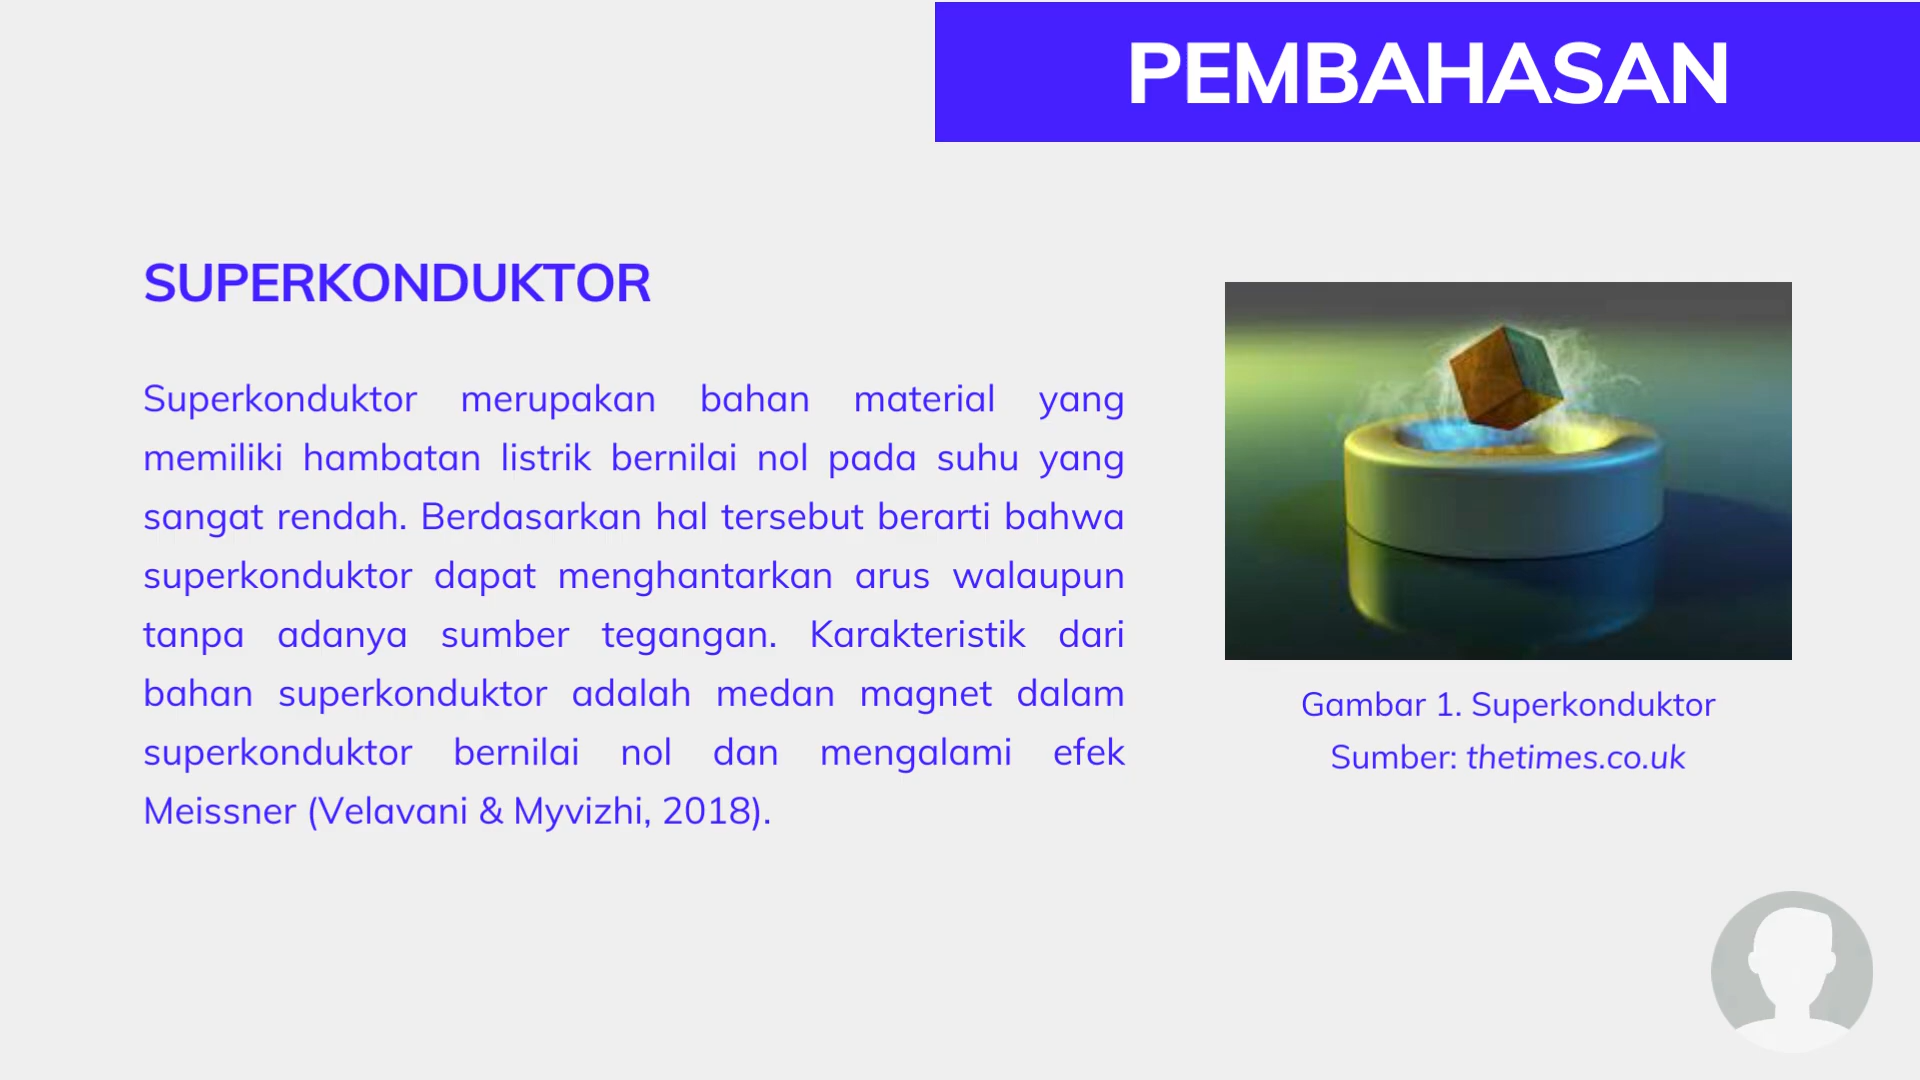 PEMBAHASAN
SUPERKONDUKTOR
Superkonduktor merupakan bahan material yang
memiliki hambatan listrik bernilai nol pada suhu yang
sangat rendah. Berdasarkan hal tersebut berarti bahwa
superkonduktor dapat menghantarkan arus walaupun
tanpa adanya sumber tegangan. Karakteristik dari
bahan superkonduktor adalah medan magnet dalam
superkonduktor bernilai nol dan mengalami efek
Meissner (Velavani & Myvizhi, 2018).
Gambar 1. Superkonduktor
Sumber: thetimes.co.uk